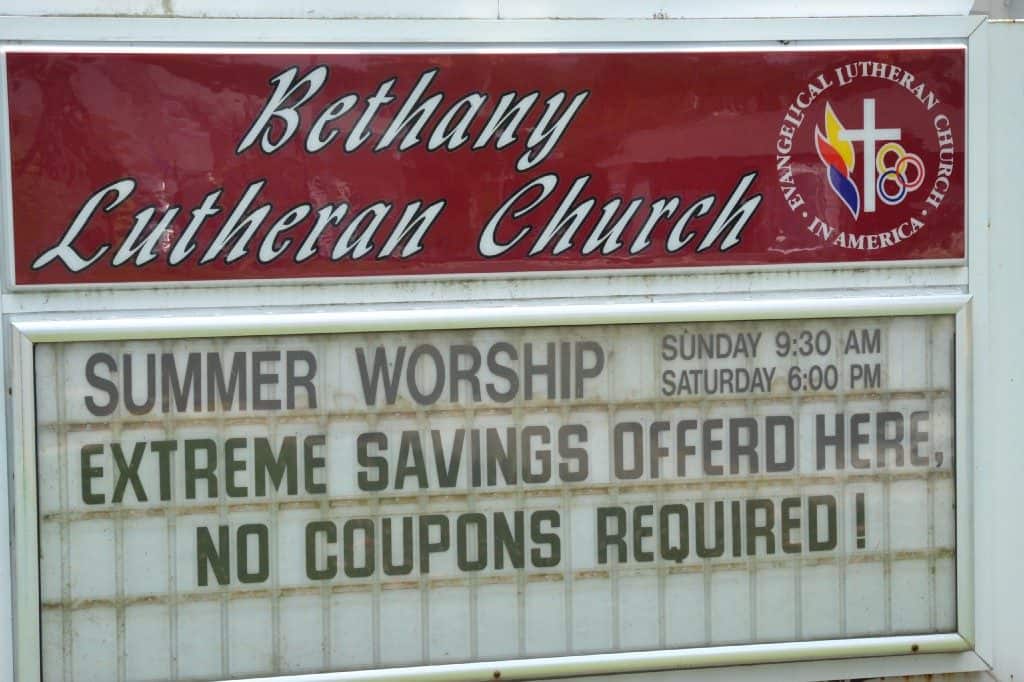 Bethany
Lutheran Church
EVANGELICAL LUTHERAN CHURCH
· IN AMERICA ·
SUMMER WORSHIP SUNDAY 9:30 AM
SATURDAY 6:00 PM
EXTREME SAVINGS OFFERD HERE,
NO COUPONS REQUIRED!